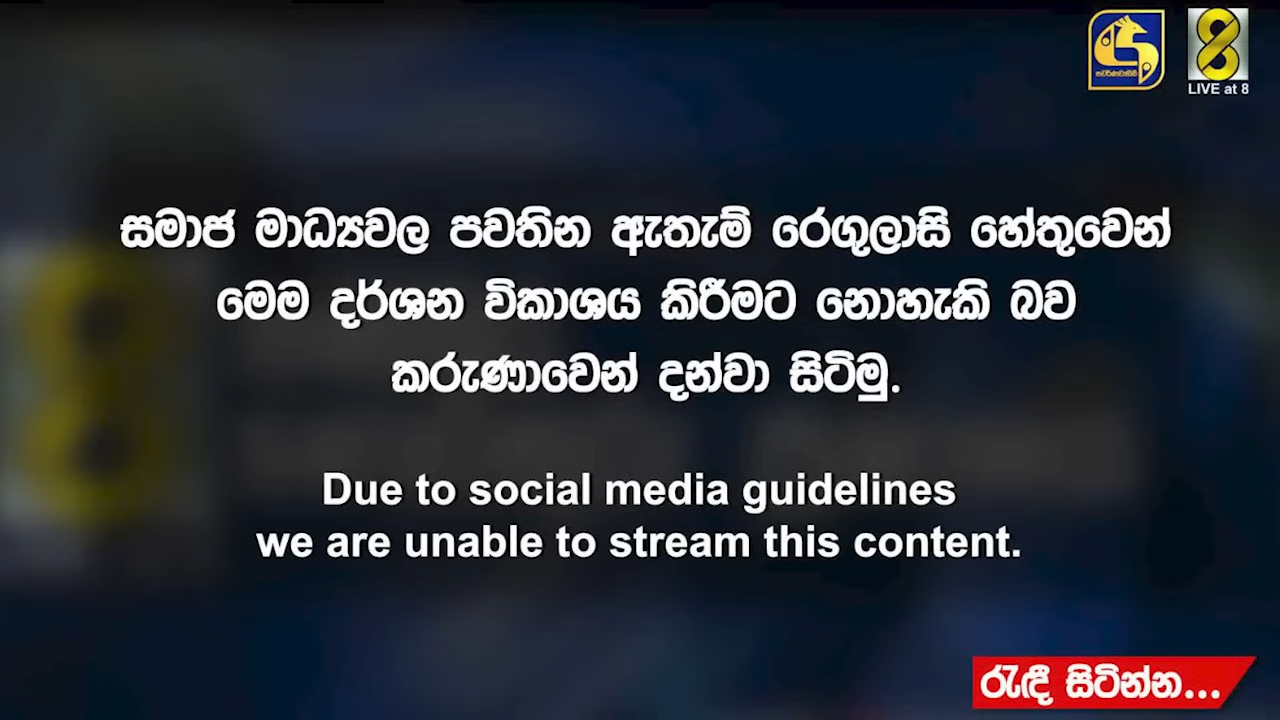 LIVE at 8
සමාජ මාධ්‍යවල පවතින ඇතැම් රෙගුලාසි හේතුවෙන්
මෙම දර්ශන විකාශය කිරීමට නොහැකි බව
කරුණාවෙන් දන්වා සිටිමු.
Due to social media guidelines
we are unable to stream this content.
රැඳී සිටින්න...